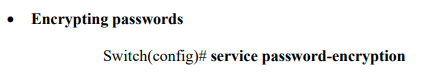 • Encrypting passwords
Switch(config)# service password-encryption